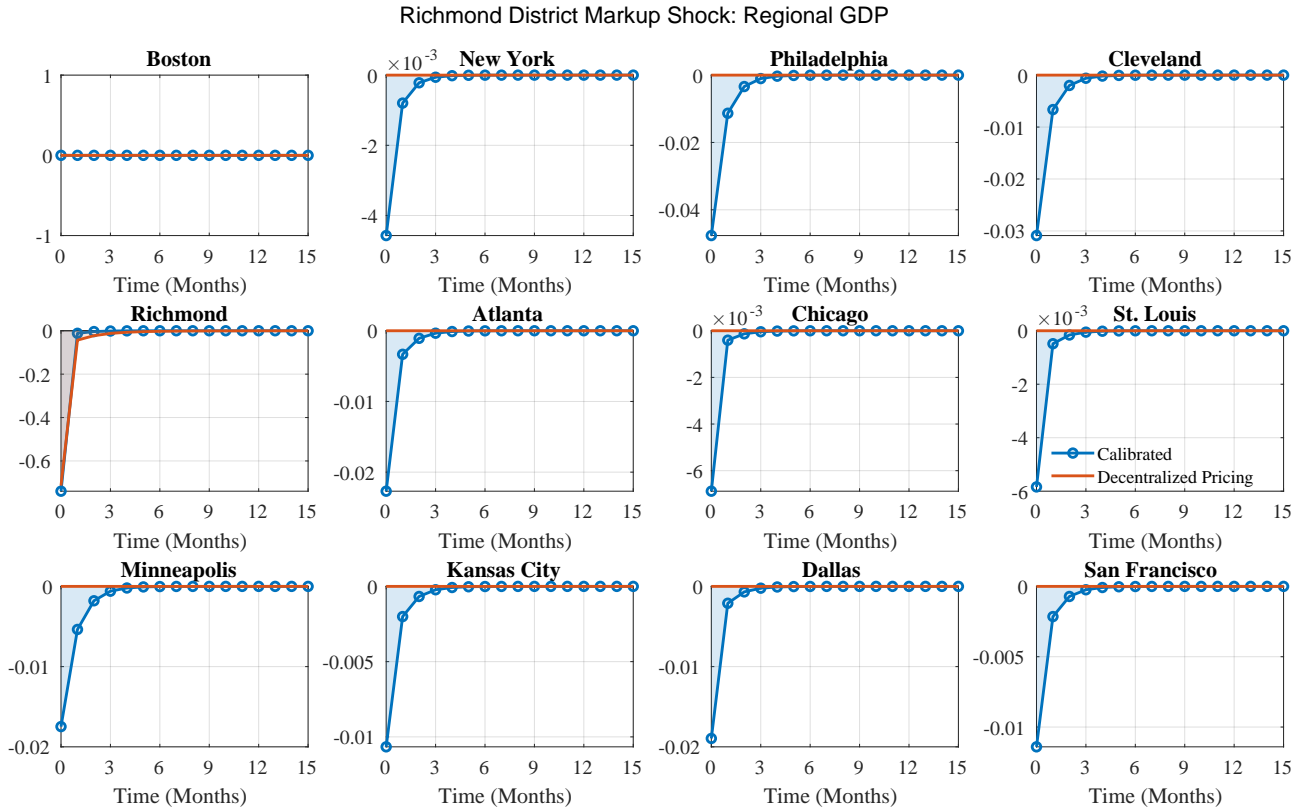 Richmond District Markup Shock: Regional GDP
Boston
1
0
-1
0 3 6 9 12 15
Time (Months)
×10-3
New York
0
-2
-4
0 3 6 9 12 15
Time (Months)
Philadelphia
0
-0.02
-0.04
0 3 6 9 12 15
Time (Months)
Cleveland
0
-0.01
-0.02
-0.03
0 3 6 9 12 15
Time (Months)
Richmond
0
-0.2
-0.4
-0.6
0 3 6 9 12 15
Time (Months)
Atlanta
0
-0.01
-0.02
0 3 6 9 12 15
Time (Months)
×10-3
Chicago
0
-2
-4
-6
0 3 6 9 12 15
Time (Months)
×10-3
St. Louis
0
-2
-4
-6
Calibrated
Decentralized Pricing
0 3 6 9 12 15
Time (Months)
Minneapolis
0
-0.01
-0.02
0 3 6 9 12 15
Time (Months)
Kansas City
0
-0.005
-0.01
0 3 6 9 12 15
Time (Months)
Dallas
0
-0.01
-0.02
0 3 6 9 12 15
Time (Months)
San Francisco
0
-0.005
-0.01
0 3 6 9 12 15
Time (Months)